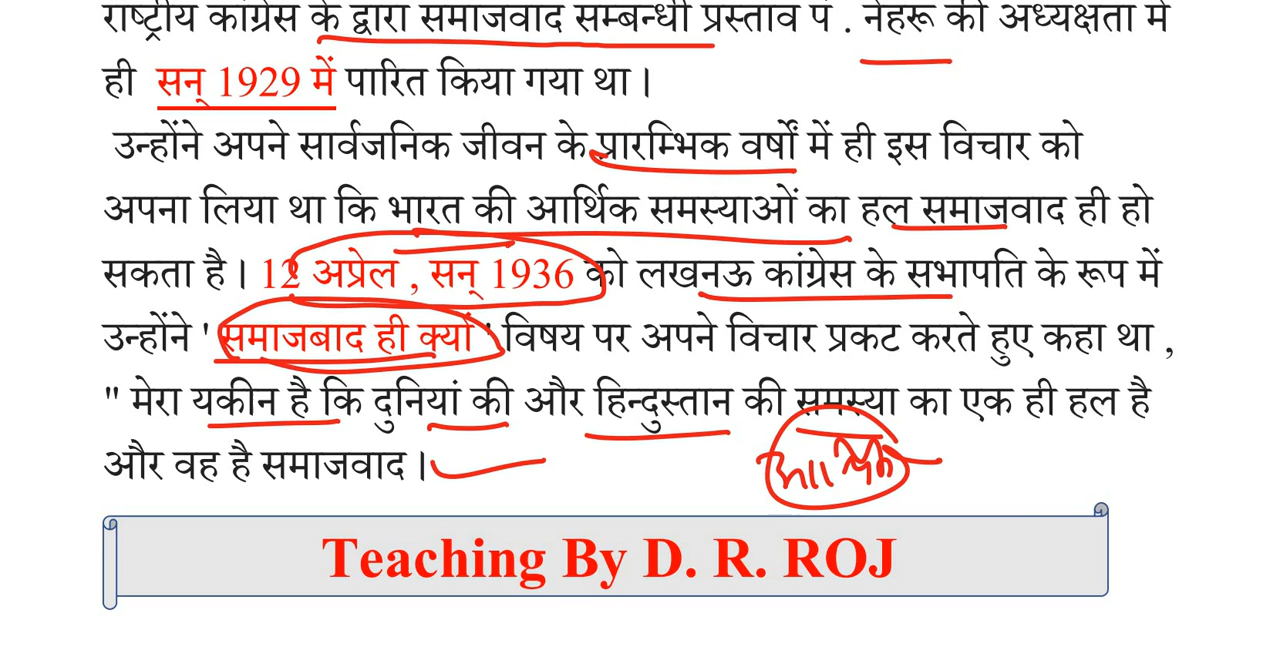 राष्ट्रीय कांग्रेस के द्वारा समाजवाद सम्बन्धी प्रस्ताव पं . नेहरू की अध्यक्षता में
ही सन् 1929 में पारित किया गया था।
उन्होंने अपने सार्वजनिक जीवन के प्रारम्भिक वर्षों में ही इस विचार को
अपना लिया था कि भारत की आर्थिक समस्याओं का हल समाजवाद ही हो
सकता है। 12 अप्रेल , सन् 1936 को लखनऊ कांग्रेस के सभापति के रूप में
उन्होंने ' समाजबाद ही क्यों ' विषय पर अपने विचार प्रकट करते हुए कहा था ,
" मेरा यकीन है कि दुनियां की और हिन्दुस्तान की समस्या का एक ही हल है
और वह है समाजवाद।
Teaching By D. R. ROJ